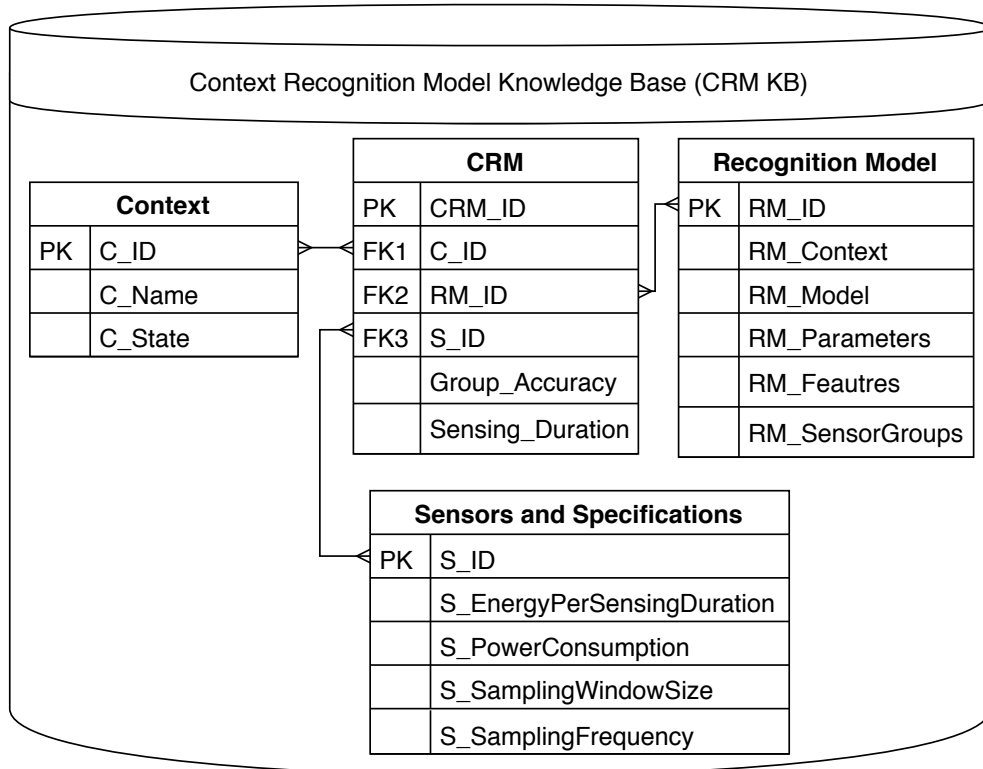 Context Recognition Model Knowledge Base (CRM KB)
Context
PK C_ID
C_Name
C_State
CRM
PK CRM_ID
FK1 C_ID
FK2 RM_ID
FK3 S_ID
Group_Accuracy
Sensing_Duration
Recognition Model
PK RM_ID
RM_Context
RM_Model
RM_Parameters
RM_Feautres
RM_SensorGroups
Sensors and Specifications
PK S_ID
S_EnergyPerSensingDuration
S_PowerConsumption
S_SamplingWindowSize
S_SamplingFrequency